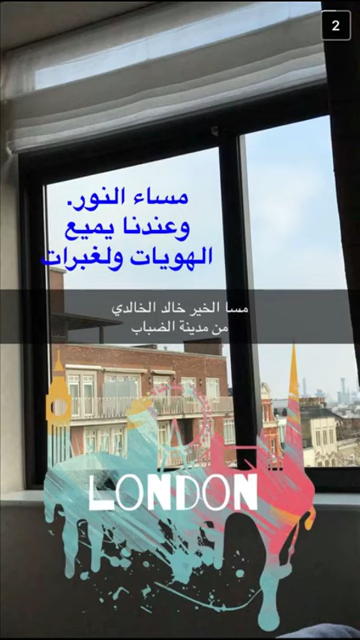 2
مساء النور.
وعندنا يميع
الهويات ولغبرات
مسا الخير خالد الخالدي
من مدينة الضباب
LONDON